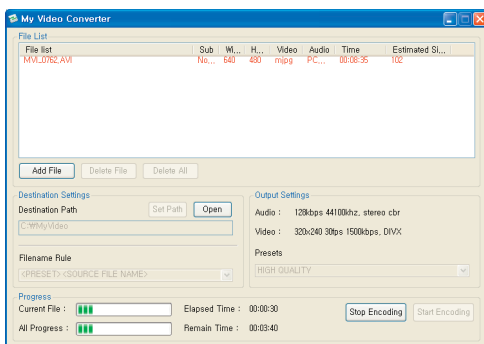 My Video Converter
File List
File list Sub Wi,,, H,,, Video Audio Time Estimated Si,,,
MVI_0762,AVI No,,, 640 480 mjpg PC,,, 00:08:35 102
Add File Delete File Delete All
Destination Settings
Destination Path Set Path Open
C:₩MyVideo
Filename Rule
<PRESET> <SOURCE FILE NAME>
Output Settings
Audio : 128kbps 44100khz, stereo cbr
Video : 320x240 30fps 1500kbps, DIVX
Presets
HIGH QUALITY
Progress
Current File : Elapsed Time : 00:00:30
All Progress : Remain Time : 00:03:40
Stop Encoding Start Encoding